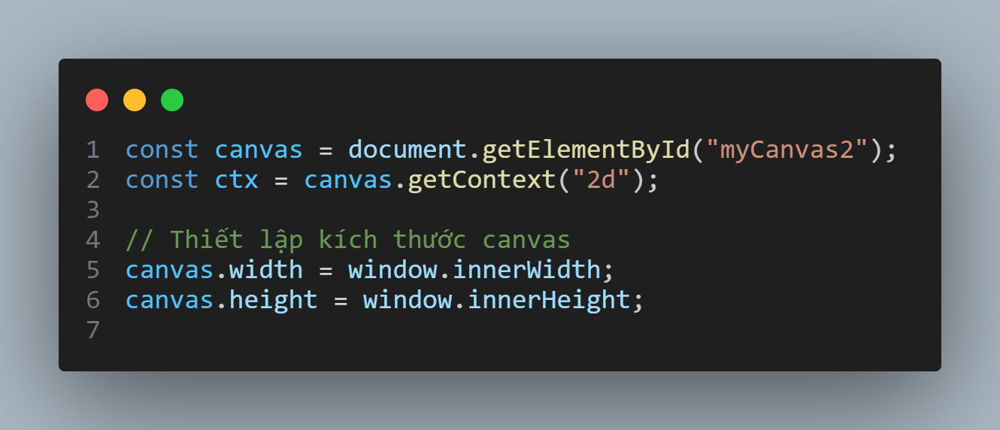 1 const canvas = document.getElementById("myCanvas2");
2 const ctx = canvas.getContext("2d");
3
4 // Thiết lập kích thước canvas
5 canvas.width = window.innerWidth;
6 canvas.height = window.innerHeight;
7